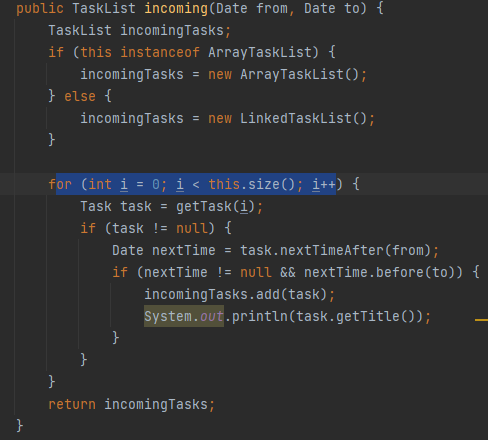 public TaskList incoming(Date from, Date to) {
    TaskList incomingTasks;
    if (this instanceof ArrayTaskList) {
        incomingTasks = new ArrayTaskList();
    } else {
        incomingTasks = new LinkedTaskList();
    }

    for (int i = 0; i < this.size(); i++) {
        Task task = getTask(i);
        if (task != null) {
            Date nextTime = task.nextTimeAfter(from);
            if (nextTime != null && nextTime.before(to)) {
                incomingTasks.add(task);
                System.out.println(task.getTitle());
            }
        }
    }
    return incomingTasks;
}